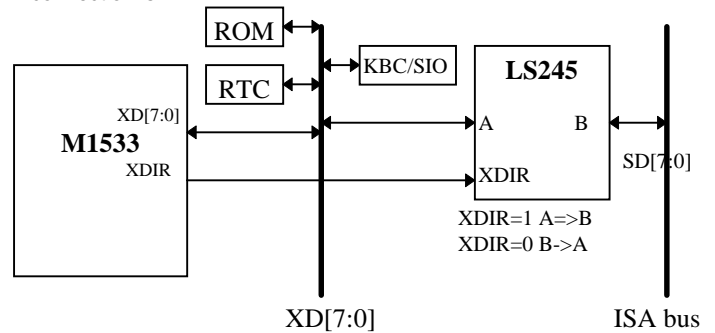 ROM
KBC/SIO
LS245
RTC
XD[7:0]
M1533
A
B
XDIR
SD[7:0]
XDIR
XDIR=1 A=>B
XDIR=0 B->A
XD[7:0]
ISA bus